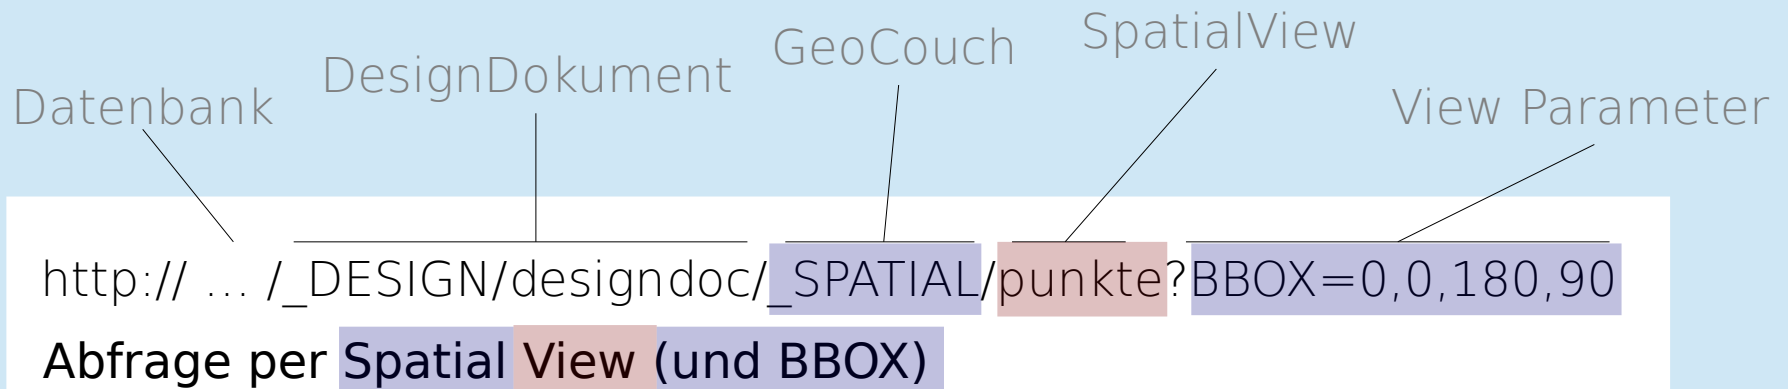 Datenbank
DesignDokument
GeoCouch
SpatialView
View Parameter
http:// ... /_DESIGN/designdoc/_SPATIAL/punkte?BBOX=0,0,180,90
Abfrage per Spatial View (und BBOX)